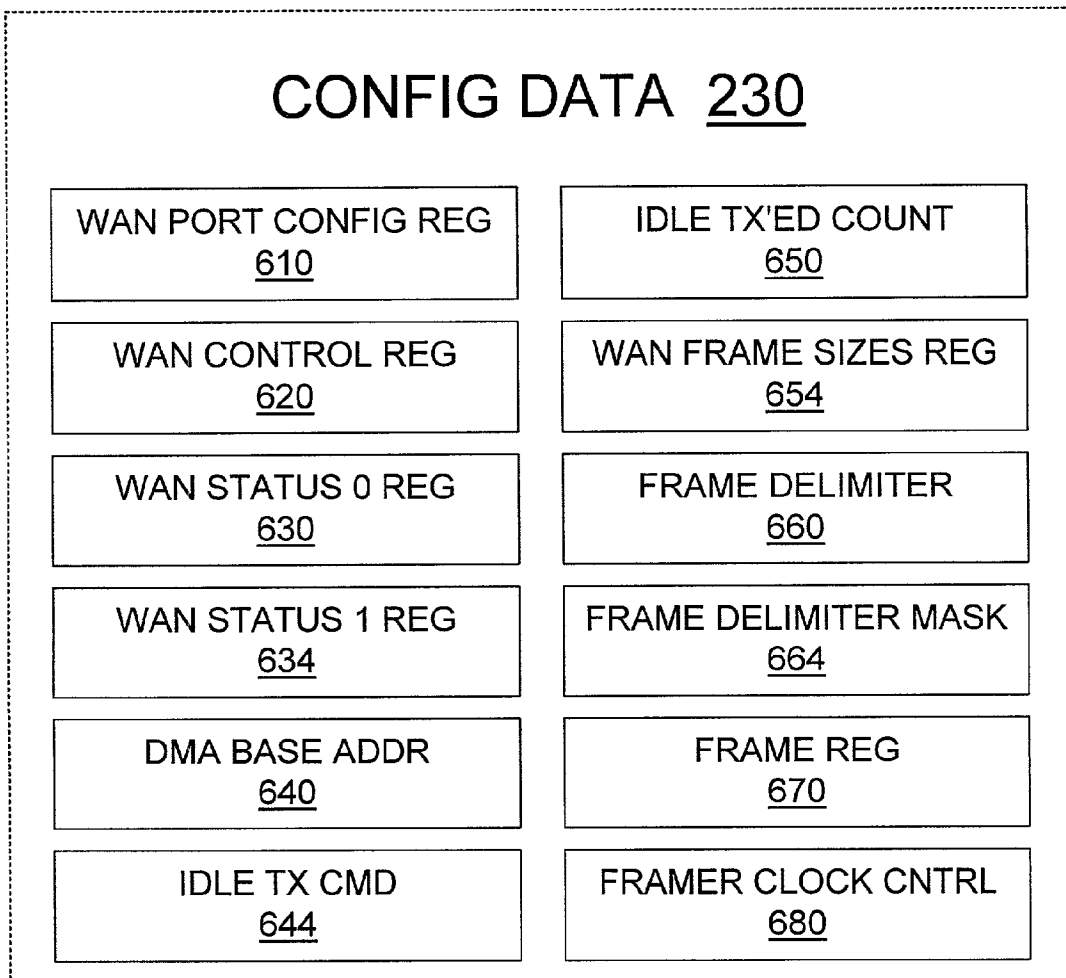 CONFIG DATA 230
WAN PORT CONFIG REG
610
WAN CONTROL REG
620
WAN STATUS 0 REG
630
WAN STATUS 1 REG
634
DMA BASE ADDR
640
IDLE TX CMD
644
IDLE TX'ED COUNT
650
WAN FRAME SIZES REG
654
FRAME DELIMITER
660
FRAME DELIMITER MASK
664
FRAME REG
670
FRAMER CLOCK CNTRL
680